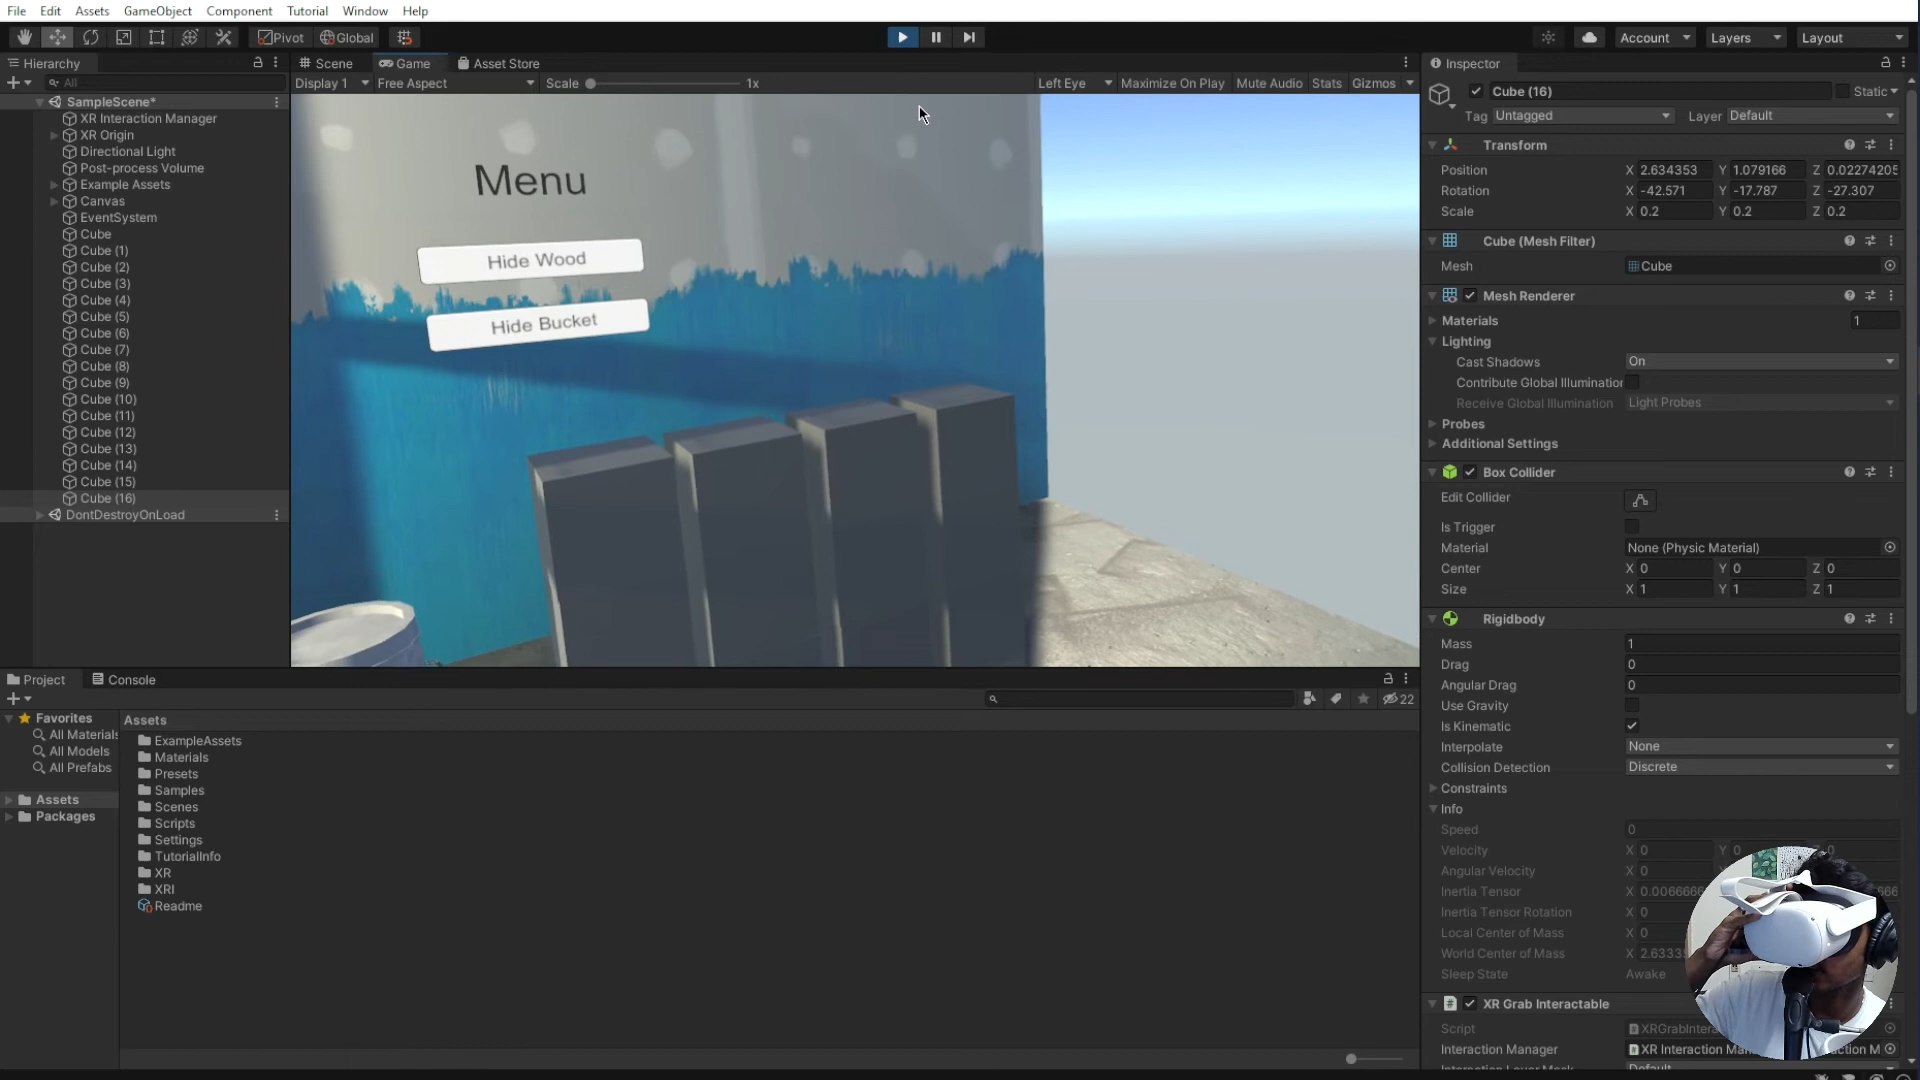 File Edit Assets GameObject Component Tutorial Window Help
Pivot Global Account Layers Layout
Hierarchy
All
SampleScene*
XR Interaction Manager
XR Origin
Directional Light
Post-process Volume
Example Assets
Canvas
EventSystem
Cube
Cube (1)
Cube (2)
Cube (3)
Cube (4)
Cube (5)
Cube (6)
Cube (7)
Cube (8)
Cube (9)
Cube (10)
Cube (11)
Cube (12)
Cube (13)
Cube (14)
Cube (15)
Cube (16)
DontDestroyOnLoad
Scene Game Asset Store
Display 1 Free Aspect Scale 1x Left Eye Maximize On Play Mute Audio Stats Gizmos
Menu
Hide Wood
Hide Bucket
Project Console
22
Favorites
All Materials
All Models
All Prefabs
Assets
Packages
Assets
ExampleAssets
Materials
Presets
Samples
Scenes
Scripts
Settings
TutorialInfo
XR
XRI
Readme
Inspector
Cube (16) Static
Tag Untagged Layer Default
Transform
Position X 2.634353 Y 1.079166 Z 0.02274205
Rotation X -42.571 Y -17.787 Z -27.307
Scale X 0.2 Y 0.2 Z 0.2
Cube (Mesh Filter)
Mesh Cube
Mesh Renderer
Materials 1
Lighting
Cast Shadows On
Contribute Global Illumination
Receive Global Illumination Light Probes
Probes
Additional Settings
Box Collider
Edit Collider
Is Trigger
Material None (Physic Material)
Center X 0 Y 0 Z 0
Size X 1 Y 1 Z 1
Rigidbody
Mass 1
Drag 0
Angular Drag 0
Use Gravity
Is Kinematic
Interpolate None
Collision Detection Discrete
Constraints
Info
Speed 0
Velocity X 0 Y 0 0
Angular Velocity X 0
Inertia Tensor X 0.0066666
Inertia Tensor Rotation X 0
Local Center of Mass X 0
World Center of Mass X 2.6333
Sleep State Awake
XR Grab Interactable
Script XRGrabIntera
Interaction Manager XR Interaction Man ction M